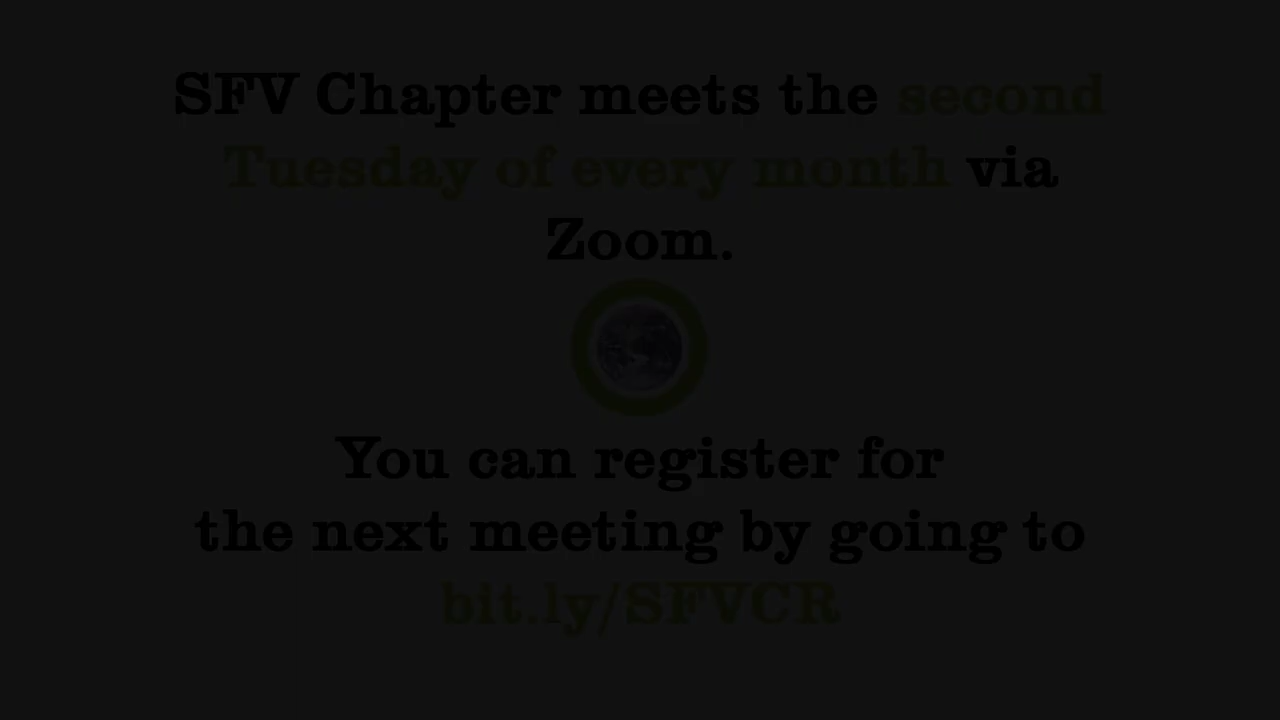 SFV Chapter meets the second
Tuesday of every month via
Zoom.
You can register for
the next meeting by going to
bit.ly/SFVCR